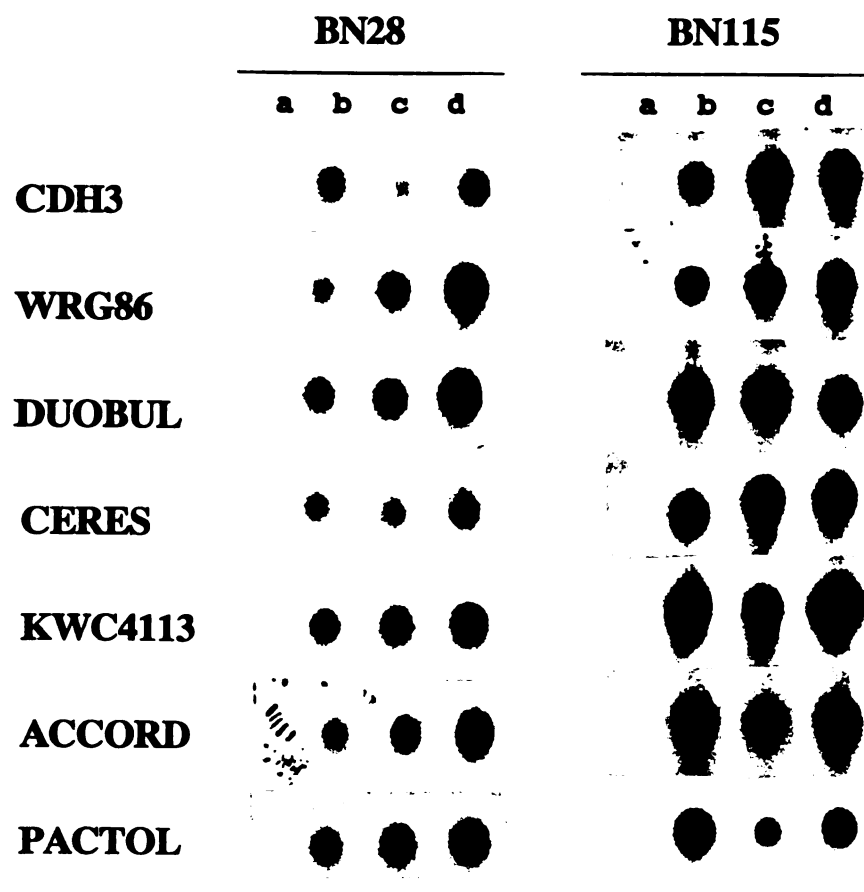 BN28 BN115
a b c d a b c d
CDH3
WRG86
DUOBUL
CERES
KWC4113
ACCORD
PACTOL